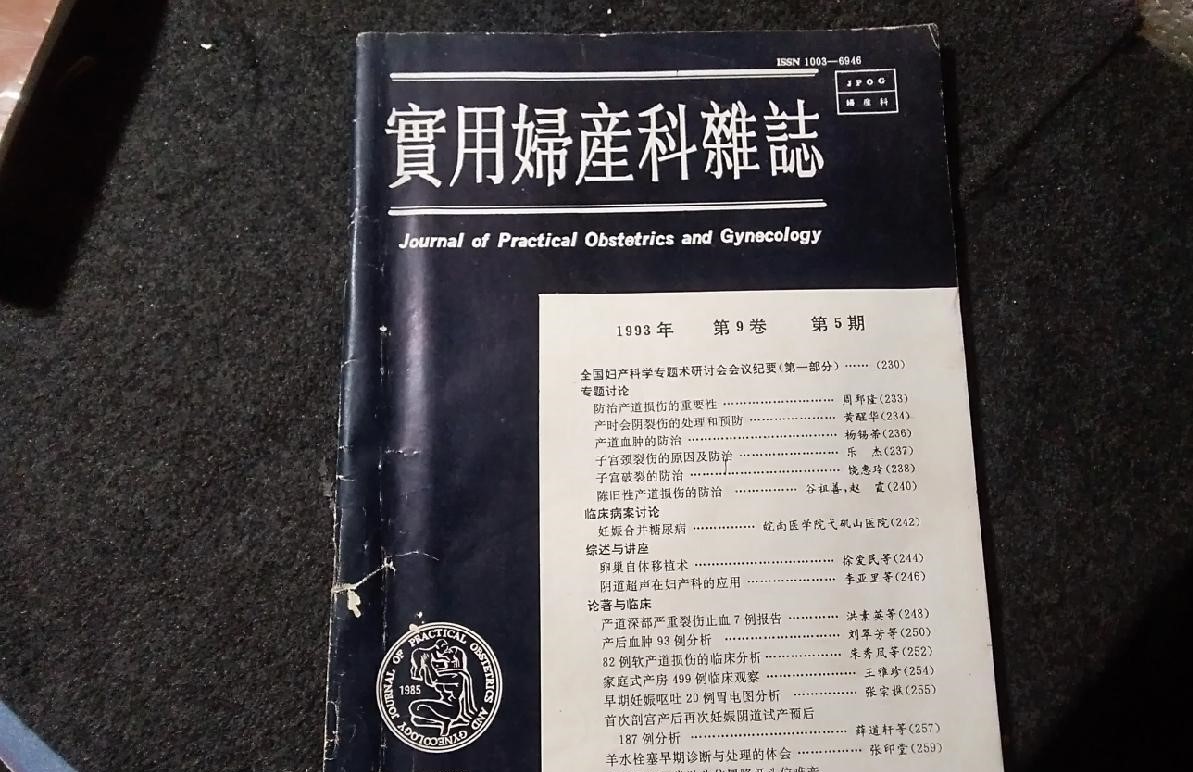 ISSN 1003—6946
JPOG
婦產科
實用婦產科雜誌
Journal of Practical Obstetrics and Gynecology
1993年 第9卷 第5期
全国妇产科学专题术研讨会会议纪要(第一部分)……(230)
专题讨论
防治产道损伤的重要性……………………周郅隆(233)
产时会阴裂伤的处理和预防……………黄醒华(234)
产道血肿的防治……………………杨锡蒂(236)
子宫颈裂伤的原因及防治………………乐 杰(237)
子宫破裂的防治……………………饶惠玲(238)
陈旧性产道损伤的防治…………谷祖善,赵 霞(240)
临床病案讨论
妊娠合并糖尿病…………皖南医学院弋矶山医院(242)
综述与讲座
卵巢自体移植术……………………徐爱民等(244)
阴道超声在妇产科的应用………………李亚里等(246)
论著与临床
产道深部严重裂伤止血7例报告…………洪素英等(248)
产后血肿93例分析……………………刘翠芳等(250)
82例软产道损伤的临床分析……………朱秀凤等(252)
家庭式产房499例临床观察………………王雅珍(254)
早期妊娠呕吐20例胃电图分析…………张宏(255)
首次剖宫产后再次妊娠阴道试产预后
187例分析……………………薛道轩等(257)
羊水栓塞早期诊断与处理的体会…………张印堂(259)
JOURNAL OF PRACTICAL OBSTETRICS AND GYNECOLOGY
1985